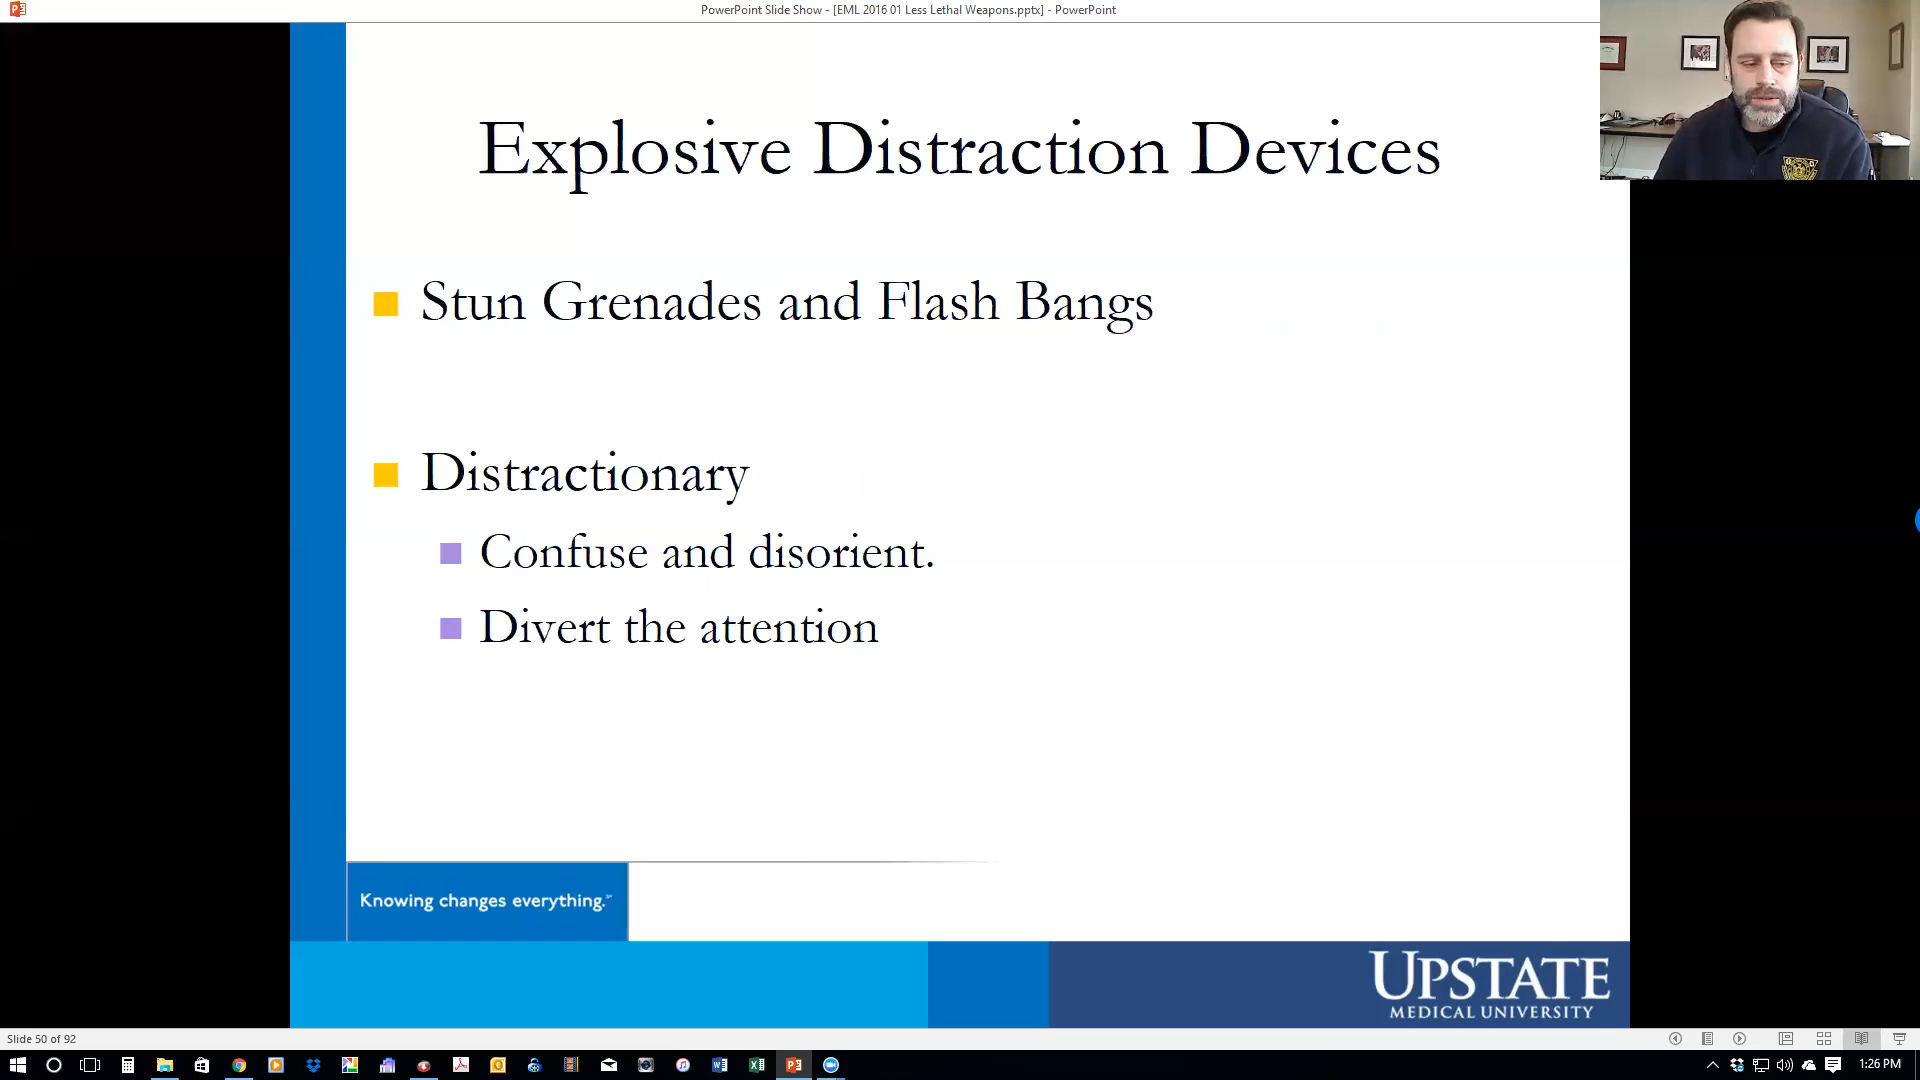 PowerPoint Slide Show - [EML 2016 01 Less Lethal Weapons.pptx] - PowerPoint
Explosive Distraction Devices
Stun Grenades and Flash Bangs
Distractionary
Confuse and disorient.
Divert the attention
Knowing changes everything.℠
UPSTATE
MEDICAL UNIVERSITY
Slide 50 of 92
1:26 PM